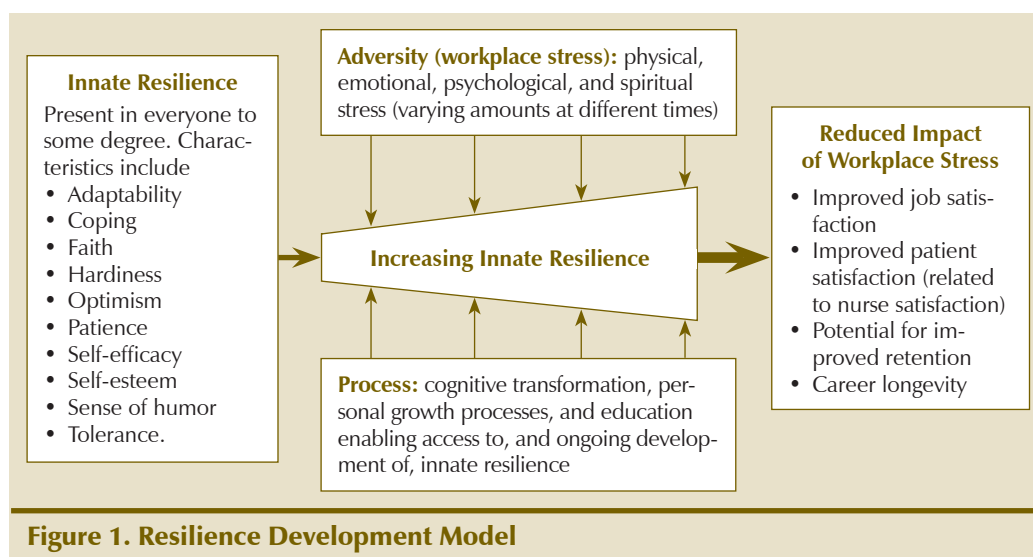 Innate Resilience
Present in everyone to
some degree. Charac-
teristics include
• Adaptability
• Coping
• Faith
• Hardiness
• Optimism
• Patience
• Self-efficacy
• Self-esteem
• Sense of humor
• Tolerance.
Adversity (workplace stress): physical,
emotional, psychological, and spiritual
stress (varying amounts at different times)
Increasing Innate Resilience
Process: cognitive transformation, per-
sonal growth processes, and education
enabling access to, and ongoing develop-
ment of, innate resilience
Reduced Impact
of Workplace Stress
• Improved job satis-
faction
• Improved patient
satisfaction (related
to nurse satisfaction)
• Potential for im-
proved retention
• Career longevity
Figure 1. Resilience Development Model